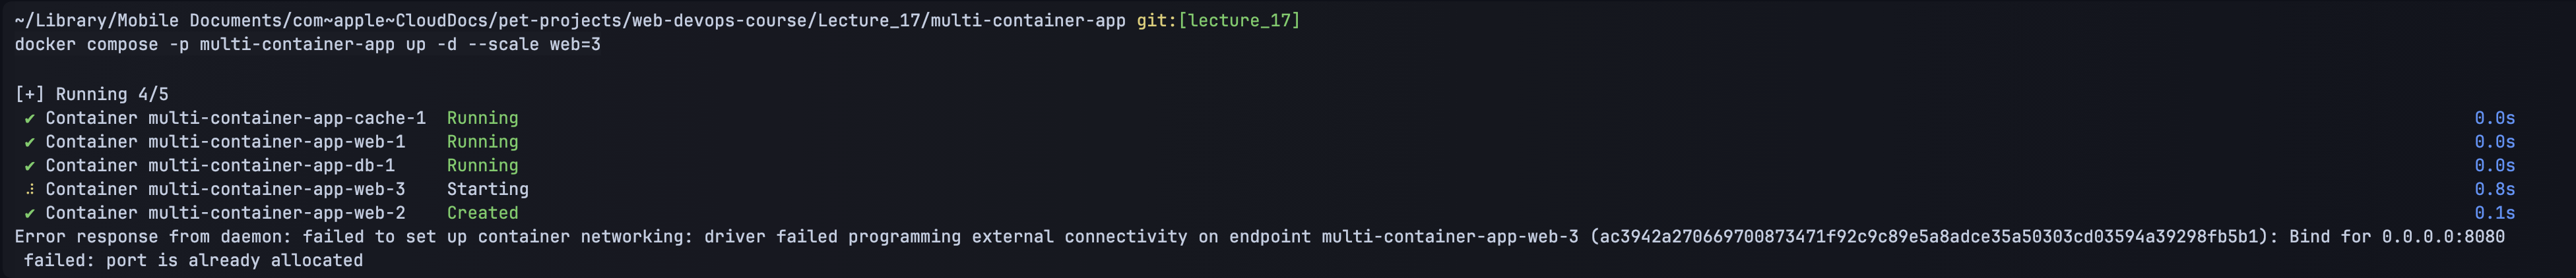 ~/Library/Mobile Documents/com~apple~CloudDocs/pet-projects/web-devops-course/Lecture_17/multi-container-app git:[lecture_17]
docker compose -p multi-container-app up -d --scale web=3
[+] Running 4/5
✔ Container multi-container-app-cache-1 Running 0.0s
✔ Container multi-container-app-web-1 Running 0.0s
✔ Container multi-container-app-db-1 Running 0.0s
⠼ Container multi-container-app-web-3 Starting 0.8s
✔ Container multi-container-app-web-2 Created 0.1s
Error response from daemon: failed to set up container networking: driver failed programming external connectivity on endpoint multi-container-app-web-3 (ac3942a270669700873471f92c9c89e5a8adce35a50303cd03594a39298fb5b1): Bind for 0.0.0.0:8080
failed: port is already allocated